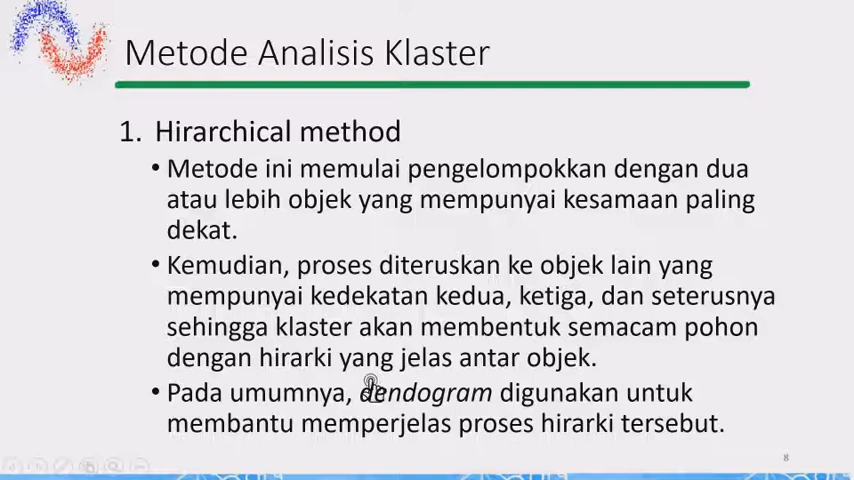 Metode Analisis Klaster
1. Hirarchical method
• Metode ini memulai pengelompokkan dengan dua
atau lebih objek yang mempunyai kesamaan paling
dekat.
• Kemudian, proses diteruskan ke objek lain yang
mempunyai kedekatan kedua, ketiga, dan seterusnya
sehingga klaster akan membentuk semacam pohon
dengan hirarki yang jelas antar objek.
• Pada umumnya, dendogram digunakan untuk
membantu memperjelas proses hirarki tersebut.
8